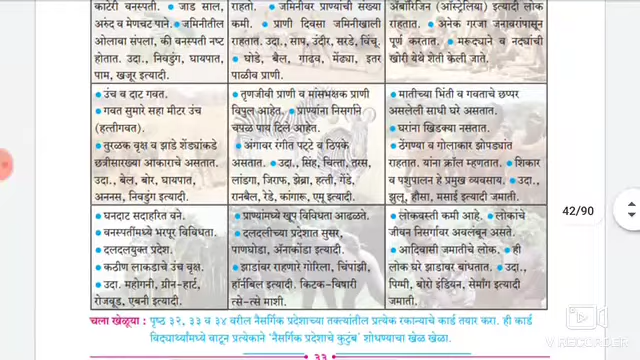 काटेरी वनस्पती. • जाड साल,
अरुंद व मेणचट पाने. • जमिनीतील
ओलावा संपला, की वनस्पती नष्ट
होतात. उदा., निवडुंग, घायपात,
पाम, खजूर इत्यादी.
राहतो. • जमिनीवर प्राण्यांची संख्या
कमी. • प्राणी दिवसा जमिनीखाली
राहतात. उदा., साप, उंदीर, सरडे, विंचू.
• घोडे, बैल, गाढव, मेंढ्या, इतर
पाळीव प्राणी.
ॲबॉरिजिन (ऑस्ट्रेलिया) इत्यादी लोक
राहतात. • अनेक गरजा जनावरांपासून
पूर्ण करतात. • मरूद्याने व नद्यांची
खोरी येथे शेती केली जाते.
• उंच व दाट गवत.
• गवत सुमारे सहा मीटर उंच
(हत्तीगवत).
• तुरळक वृक्ष व झाडे शेंड्यांकडे
छत्रीसारख्या आकाराचे असतात.
उदा., बेल, बोर, घायपात,
अननस, निवडुंग इत्यादी.
• तृणजीवी प्राणी व मांसभक्षक प्राणी
विपुल आहेत. • प्राण्यांना निसर्गाने
चपळ पाय दिले आहेत.
• अंगावर रंगीत पट्टे व ठिपके
असतात. • उदा., सिंह, चित्ता, तरस,
लांडगा, जिराफ, झेब्रा, हत्ती, गेंडे,
रानबैल, रेडे, कांगारू, एमू इत्यादी.
• मातीच्या भिंती व गवताचे छप्पर
असलेली साधी घरे असतात.
• घरांना खिडक्या नसतात.
• ठेंगण्या व गोलाकार झोपड्यांत
राहतात. यांना क्रॉल म्हणतात. • शिकार
व पशुपालन हे प्रमुख व्यवसाय. • उदा.,
झुलू, हौसा, मसाई इत्यादी जमाती.
• घनदाट सदाहरित वने.
• वनस्पतींमध्ये भरपूर विविधता.
• दलदलयुक्त प्रदेश.
• कठीण लाकडाचे उंच वृक्ष.
• उदा. महोगनी, ग्रीन-हार्ट,
रोजवूड, एबनी इत्यादी.
• प्राण्यांमध्ये खूप विविधता आढळते.
• दलदलीच्या प्रदेशात सुसर,
पाणघोडा, ॲनाकोंडा इत्यादी.
• झाडांवर राहणारे गोरिला, चिंपांझी,
हॉर्नबिल इत्यादी. • किटक-विषारी
त्से-त्से माशी.
• लोकवस्ती कमी आहे. • लोकांचे
जीवन निसर्गावर अवलंबून असते.
• आदिवासी जमातीचे लोक. • ही
लोक घरे झाडांवर बांधतात. • उदा.,
पिग्मी, बोरो इंडियन, सेमाँग इत्यादी
जमाती.
42/90
चला खेळूया : पृष्ठ ३२, ३३ व ३४ वरील नैसर्गिक प्रदेशाच्या तक्त्यांतील प्रत्येक रकान्याचे कार्ड तयार करा. ही कार्ड
विद्यार्थ्यांमध्ये वाटून प्रत्येकाने 'नैसर्गिक प्रदेशाचे कुटुंब' शोधण्याचा खेळ खेळा.
३३
V RECORDER